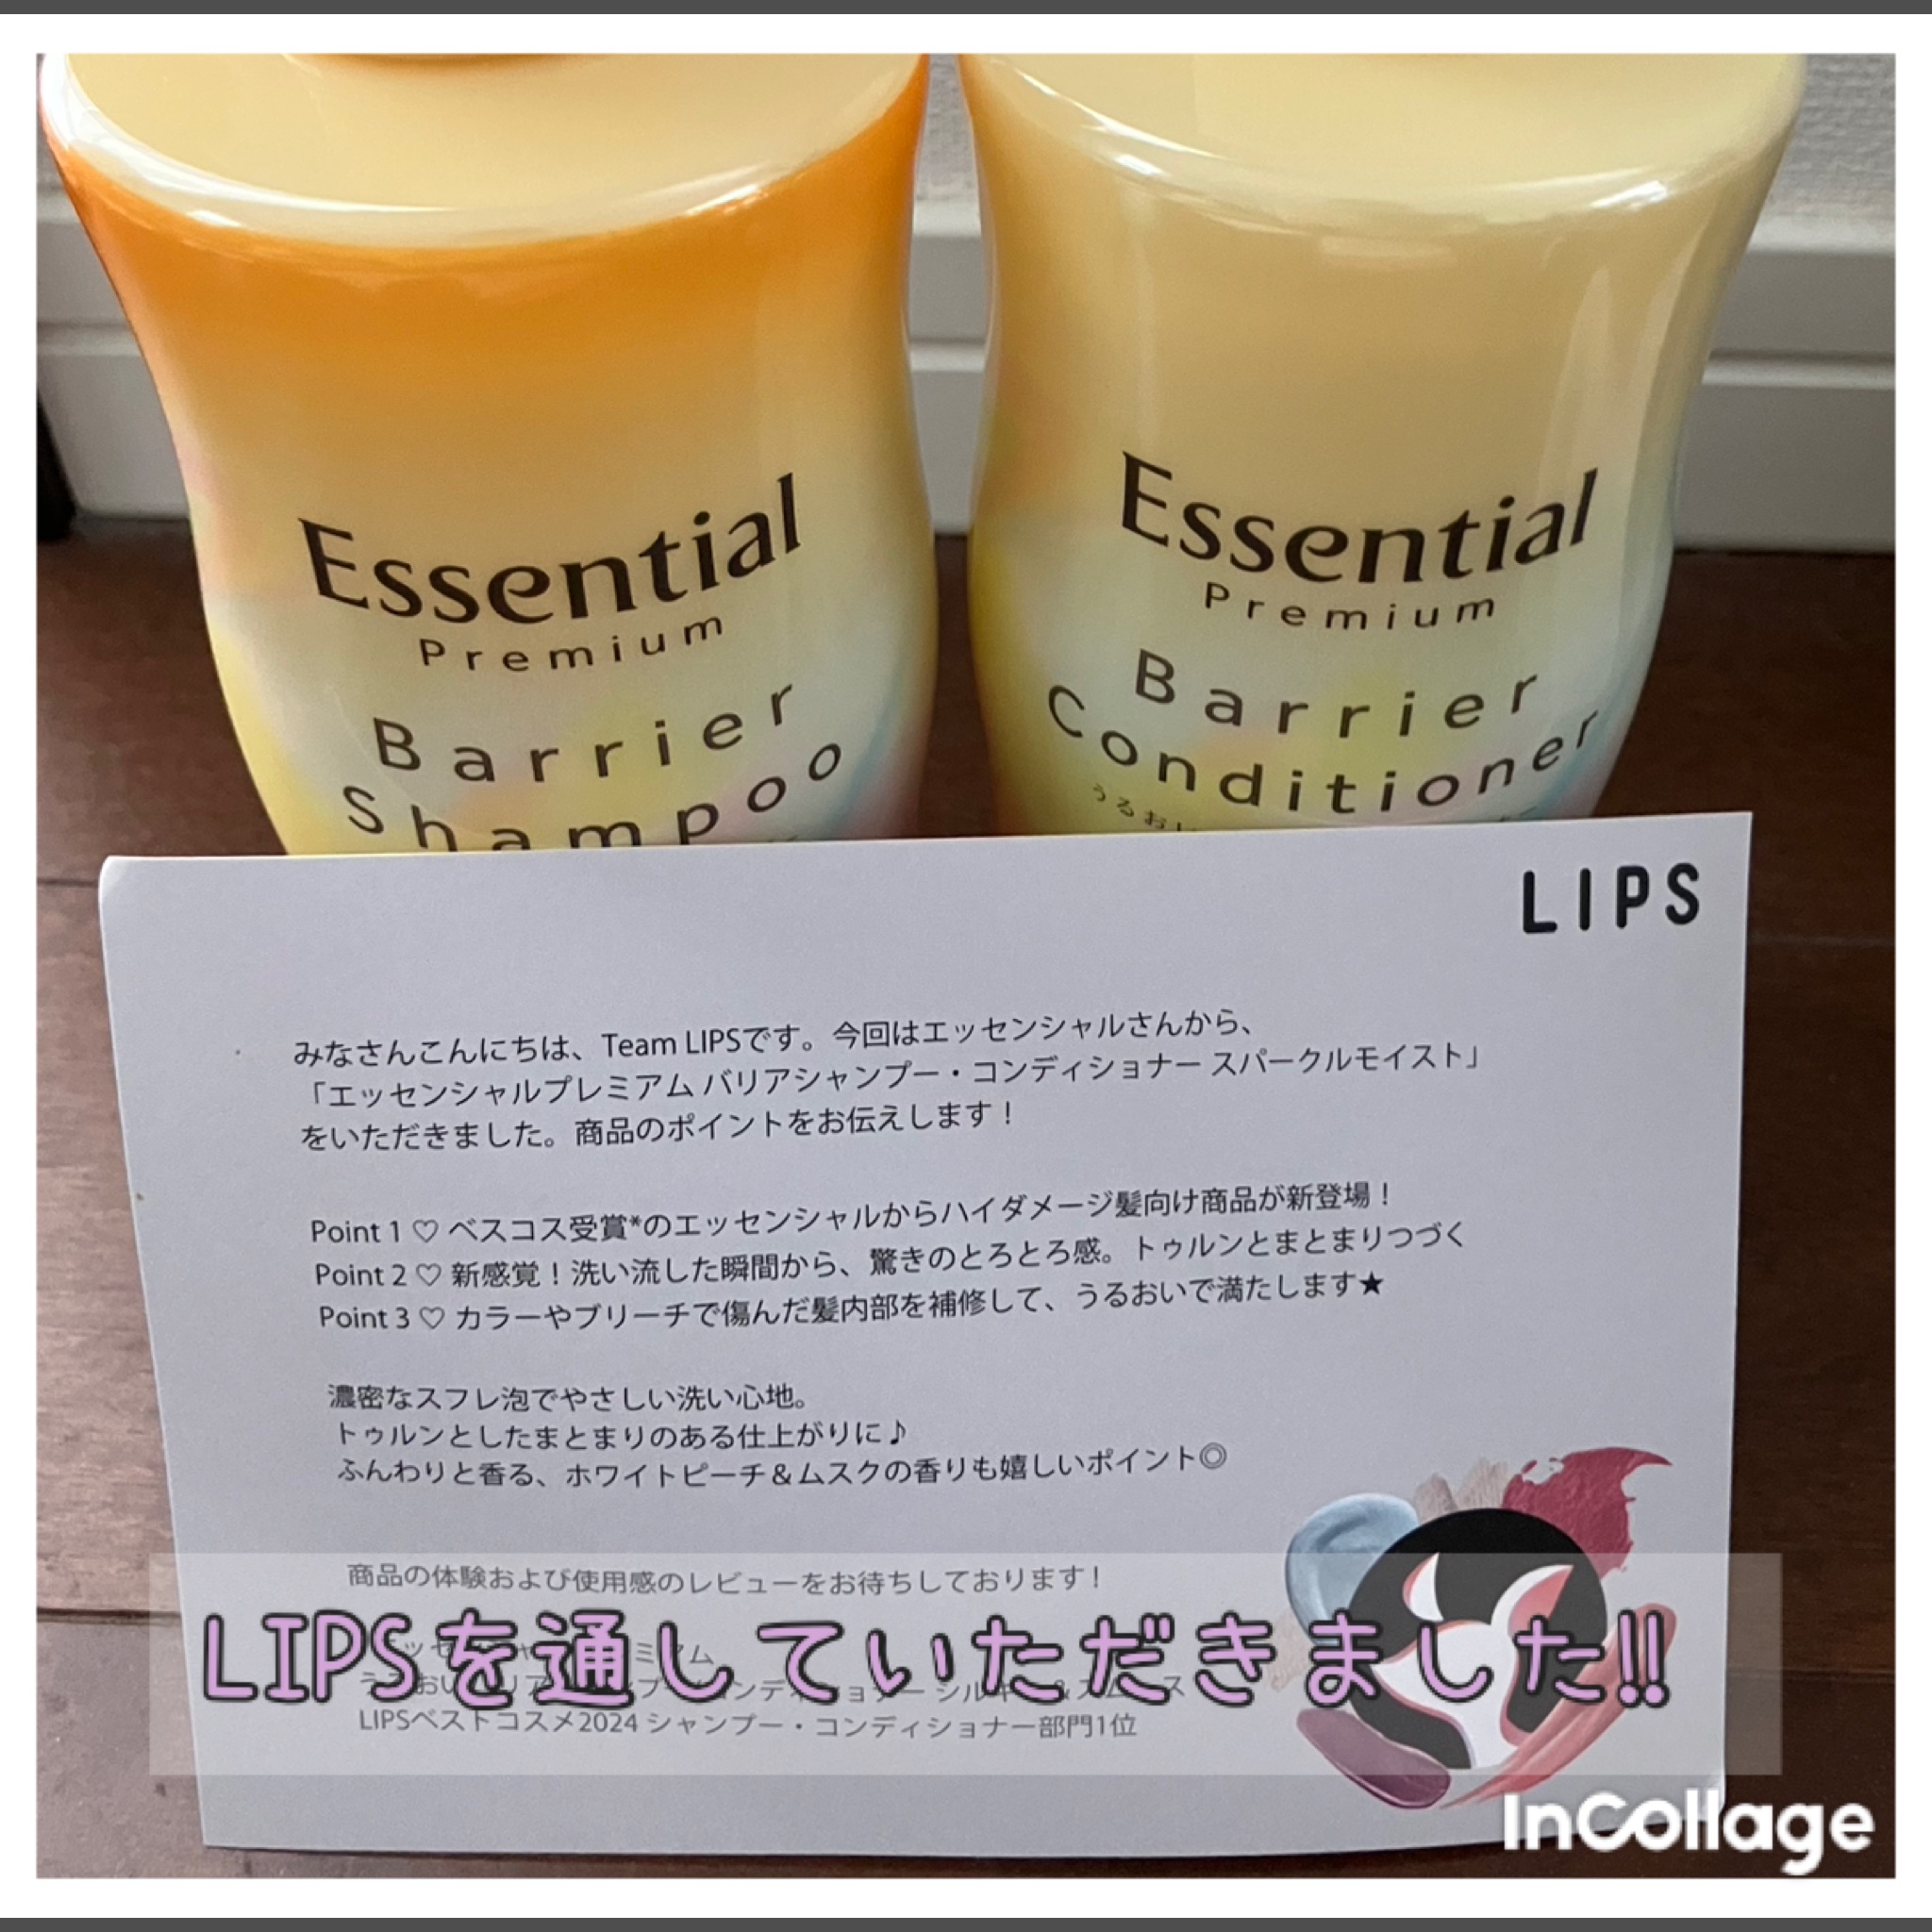 Essential
Premium
Barrier
Shampoo
Essential
Premium
Barrier
Conditioner
うるおい
LIPS
みなさんこんにちは、Team LIPSです。今回はエッセンシャルさんから、
「エッセンシャルプレミアム バリアシャンプー・コンディショナー スパークルモイスト」
をいただきました。商品のポイントをお伝えします！
Point 1 ♡ ベスコス受賞*のエッセンシャルからハイダメージ髪向け商品が新登場！
Point 2 ♡ 新感覚！洗い流した瞬間から、驚きのとろとろ感。トゥルンとまとまりつづく
Point 3 ♡ カラーやブリーチで傷んだ髪内部を補修して、うるおいで満たします★
濃密なスフレ泡でやさしい洗い心地。
トゥルンとしたまとまりのある仕上がりに♪
ふんわりと香る、ホワイトピーチ＆ムスクの香りも嬉しいポイント◎
商品の体験および使用感のレビューをお待ちしております！
LIPSを通していただきました!!
LIPSベストコスメ2024 シャンプー・コンディショナー部門1位
InCollage